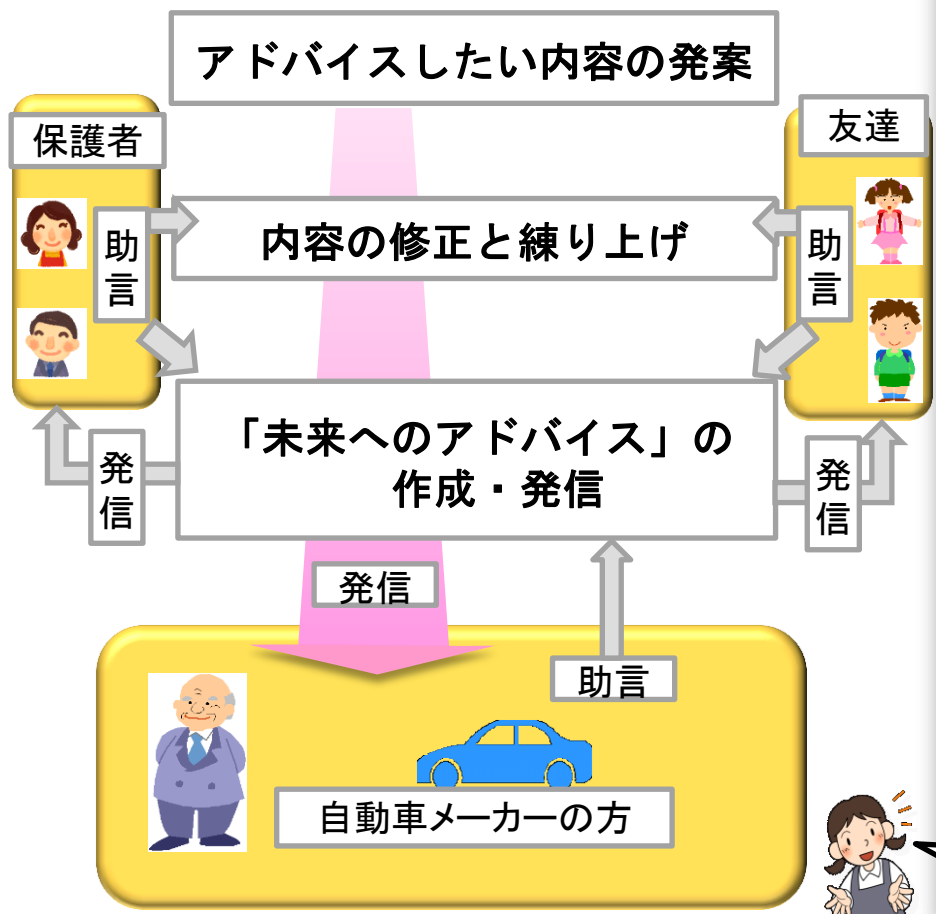 アドバイスしたい内容の発案
保護者
友達
助言
内容の修正と練り上げ
助言
「未来へのアドバイス」の
作成・発信
発信
発信
発信
助言
自動車メーカーの方